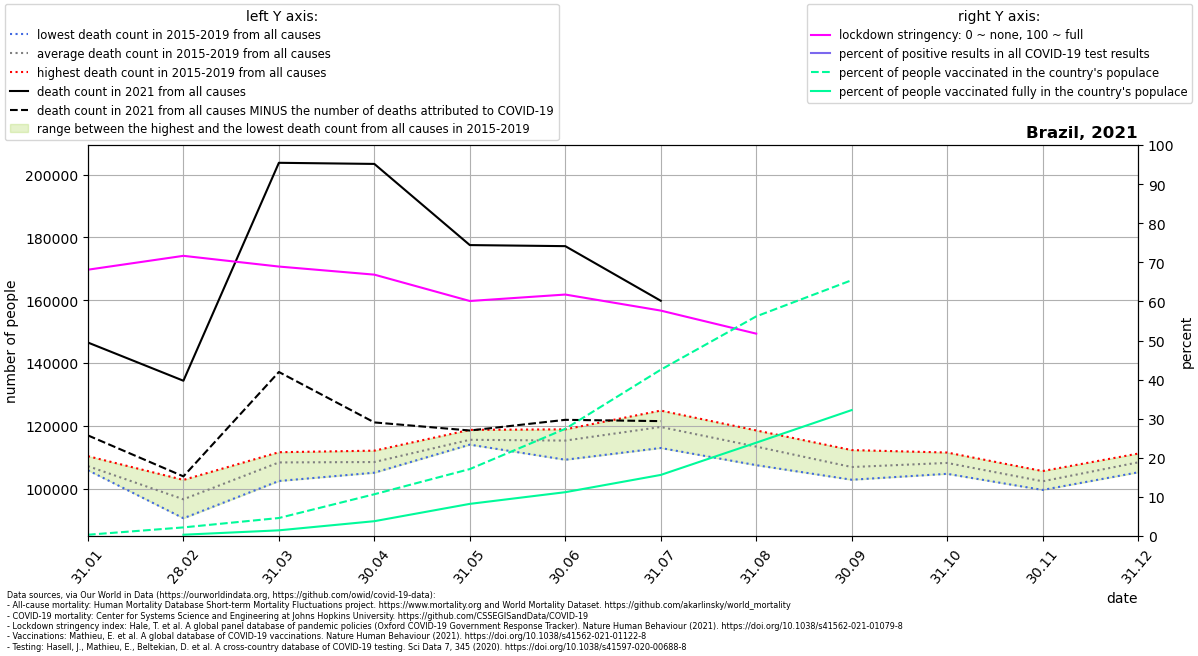 left Y axis:
lowest death count in 2015-2019 from all causes
average death count in 2015-2019 from all causes
highest death count in 2015-2019 from all causes
death count in 2021 from all causes
death count in 2021 from all causes MINUS the number of deaths attributed to COVID-19
range between the highest and the lowest death count from all causes in 2015-2019
right Y axis:
lockdown stringency: 0 ~ none, 100 ~ full
percent of positive results in all COVID-19 test results
percent of people vaccinated in the country's populace
percent of people vaccinated fully in the country's populace
Brazil, 2021
number of people
200000
180000
160000
140000
120000
100000
100
90
80
70
60
50
40
30
20
10
0
percent
31.01
28.02
31.03
30.04
31.05
30.06
31.07
31.08
30.09
31.10
30.11
31.12
date
Data sources, via Our World in Data (https://ourworldindata.org, https://github.com/owid/covid-19-data):
- All-cause mortality: Human Mortality Database Short-term Mortality Fluctuations project. https://www.mortality.org and World Mortality Dataset. https://github.com/akarlinsky/world_mortality
- COVID-19 mortality: Center for Systems Science and Engineering at Johns Hopkins University. https://github.com/CSSEGISandData/COVID-19
- Lockdown stringency index: Hale, T. et al. A global panel database of pandemic policies (Oxford COVID-19 Government Response Tracker). Nature Human Behaviour (2021). https://doi.org/10.1038/s41562-021-01079-8
- Vaccinations: Mathieu, E. et al. A global database of COVID-19 vaccinations. Nature Human Behaviour (2021). https://doi.org/10.1038/s41562-021-01122-8
- Testing: Hasell, J., Mathieu, E., Beltekian, D. et al. A cross-country database of COVID-19 testing. Sci Data 7, 345 (2020). https://doi.org/10.1038/s41597-020-00688-8